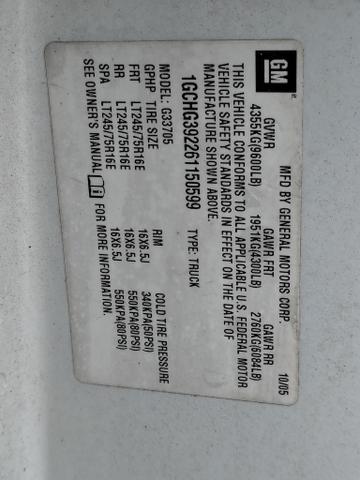 GM
MFD BY GENERAL MOTORS CORP. 10/05
GVWR GAWR FRT GAWR RR
4355KG(9600LB) 1951KG(4300LB) 2760KG(6084LB)
THIS VEHICLE CONFORMS TO ALL APPLICABLE U.S. FEDERAL MOTOR
VEHICLE SAFETY STANDARDS IN EFFECT ON THE DATE OF
MANUFACTURE SHOWN ABOVE.
1GCHG392261150599 TYPE: TRUCK
MODEL: G33705
GPHP TIRE SIZE RIM COLD TIRE PRESSURE
FRT LT245/75R16E 16X6.5J 340KPA(50PSI)
RR LT245/75R16E 16X6.5J 550KPA(80PSI)
SPA LT245/75R16E 16X6.5J 550KPA(80PSI)
SEE OWNER'S MANUAL FOR MORE INFORMATION.